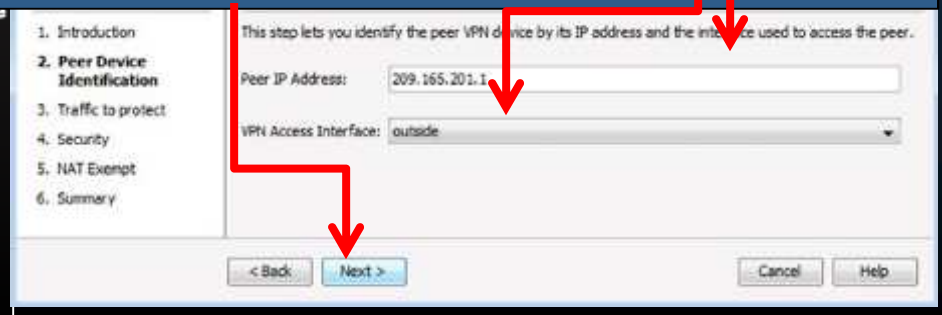 1. Introduction
2. Peer Device
Identification
3. Traffic to protect
4. Security
5. NAT Exempt
6. Summary
This step lets you identify the peer VPN device by its IP address and the interface used to access the peer.
Peer IP Address: 209.165.201.1
VPN Access Interface: outside
< Back Next > Cancel Help